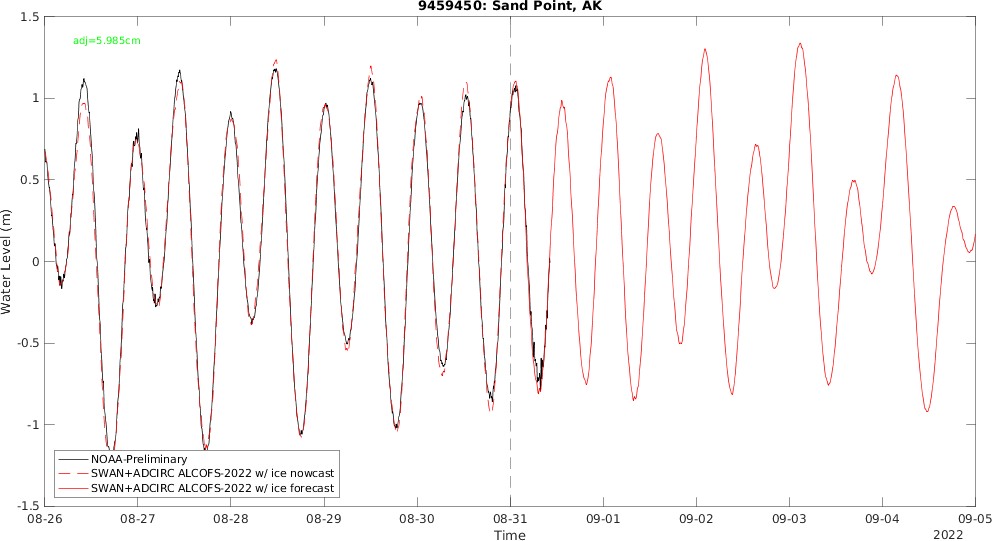 9459450: Sand Point, AK
adj=5.985cm
1.5
1
0.5
0
-0.5
-1
-1.5
Water Level (m)
NOAA-Preliminary
SWAN+ADCIRC ALCOFS-2022 w/ ice nowcast
SWAN+ADCIRC ALCOFS-2022 w/ ice forecast
08-26 08-27 08-28 08-29 08-30 08-31 09-01 09-02 09-03 09-04 09-05
Time
2022